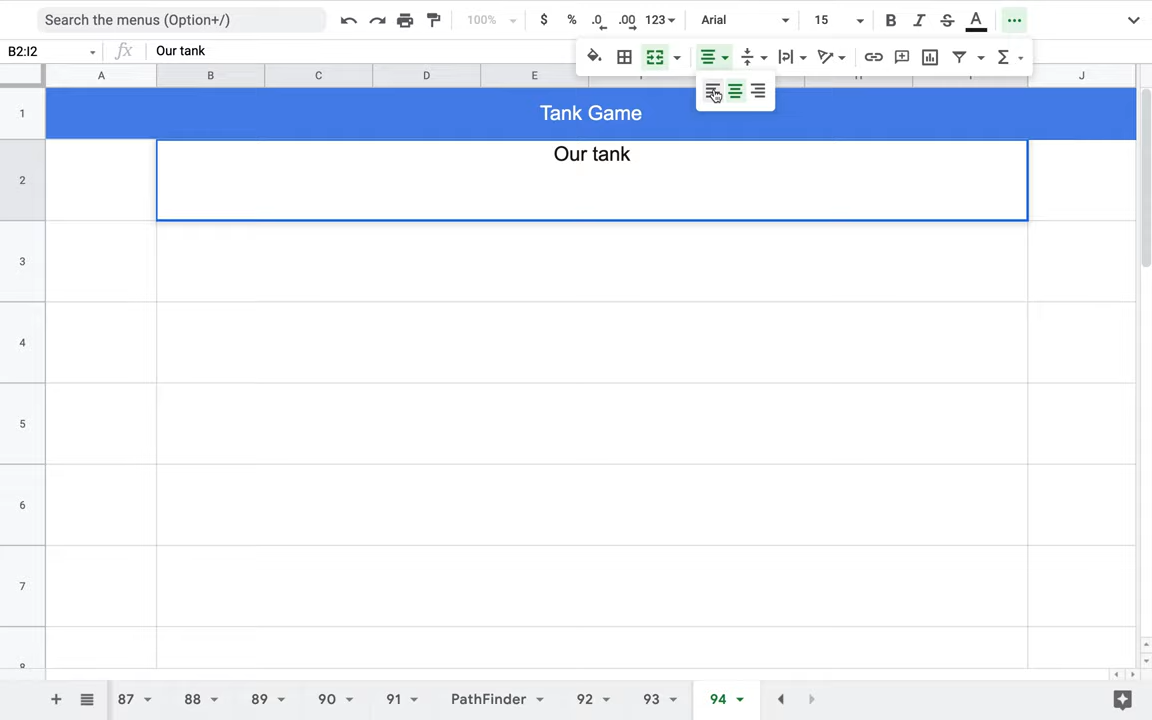 Search the menus (Option+/) 100% $ % .0 .00 123 Arial 15 B I S A
B2:I2 fx Our tank Σ
A B C D E J
1 Tank Game
2 Our tank
3
4
5
6
7
8
+ 87 88 89 90 91 PathFinder 92 93 94